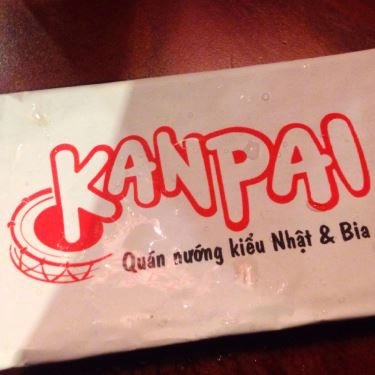 KANPAI
Quán nướng kiểu Nhật & Bia